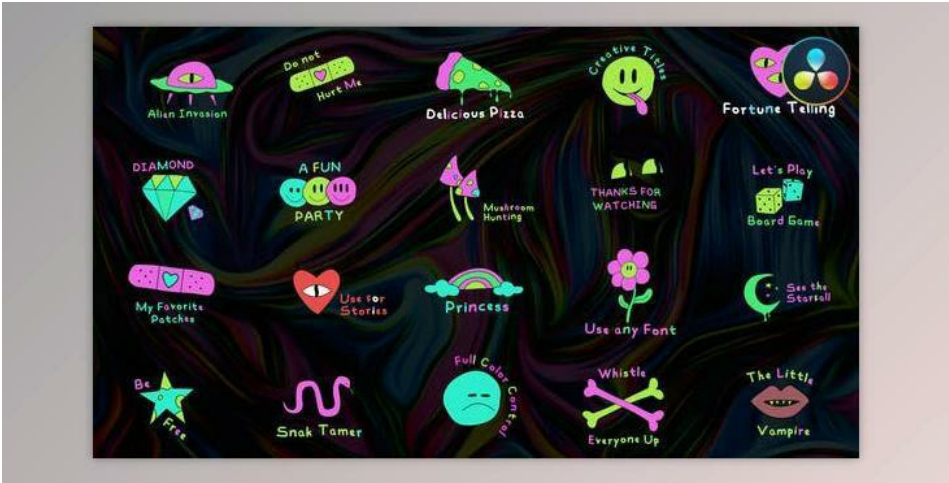 Alien Invasion
Do not
Hurt Me
Delicious Pizza
Creative Titles
Fortune Telling
DIAMOND
A FUN
PARTY
Mushroom
Hunting
THANKS FOR
WATCHING
Let's Play
Board Game
My Favorite
Patches
Use for
Stories
Princess
Use any Font
See the
Starfall
Be
Free
Snak Tamer
Full Color Control
Whistle
Everyone Up
The Little
Vampire